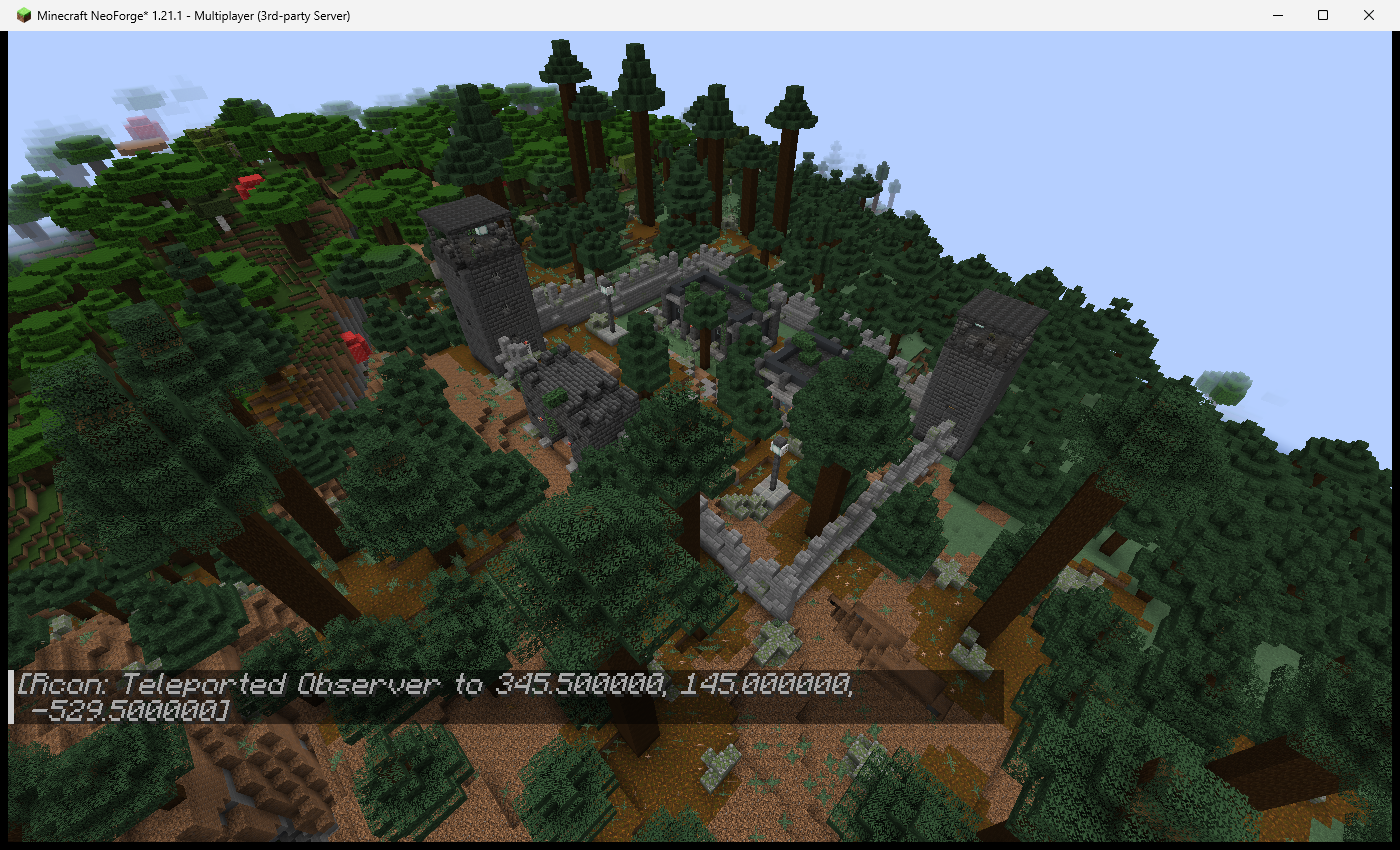 Minecraft NeoForge* 1.21.1 - Multiplayer (3rd-party Server)
[Rcon: Teleported Observer to 345.500000, 145.000000,
-529.500000]